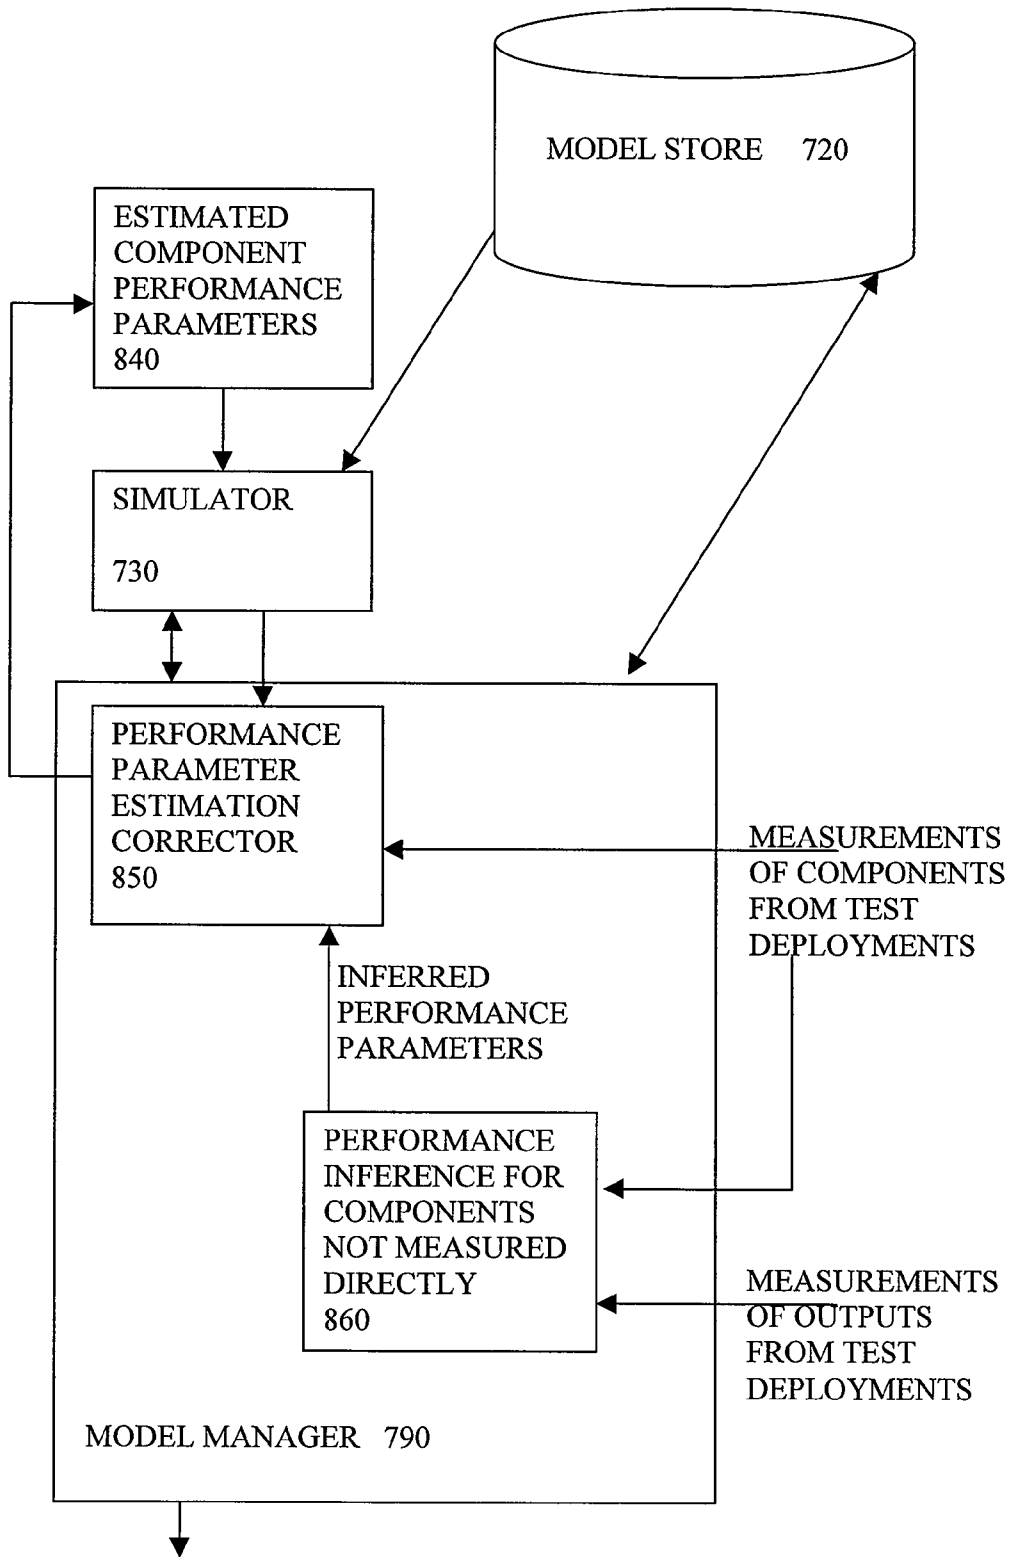 MODEL STORE 720
ESTIMATED
COMPONENT
PERFORMANCE
PARAMETERS
840
SIMULATOR
730
PERFORMANCE
PARAMETER
ESTIMATION
CORRECTOR
850
MEASUREMENTS
OF COMPONENTS
FROM TEST
DEPLOYMENTS
INFERRED
PERFORMANCE
PARAMETERS
PERFORMANCE
INFERENCE FOR
COMPONENTS
NOT MEASURED
DIRECTLY
860
MEASUREMENTS
OF OUTPUTS
FROM TEST
DEPLOYMENTS
MODEL MANAGER 790